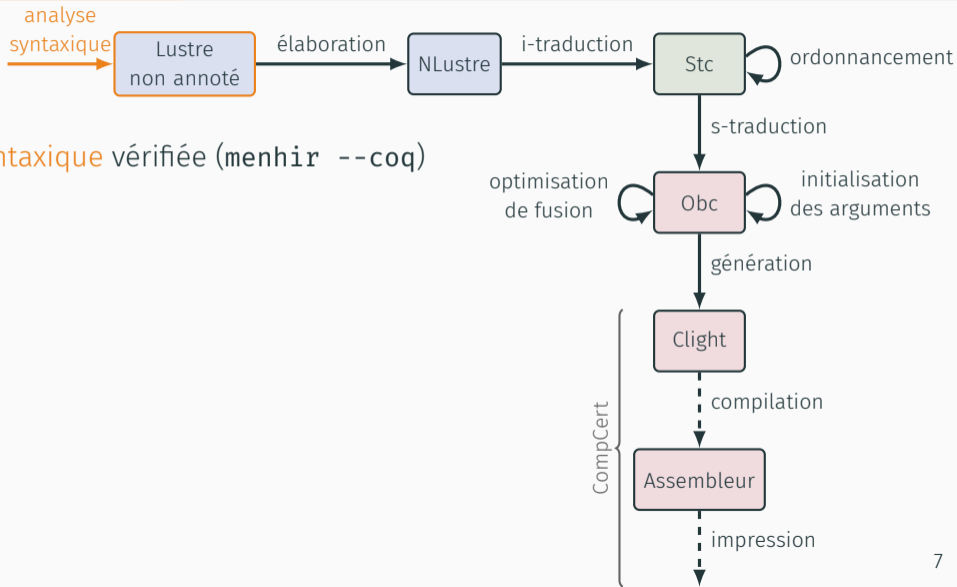 analyse
syntaxique
Lustre
non annoté
élaboration
NLustre
i-traduction
Stc
ordonnancement
s-traduction
ntaxique vérifiée (menhir --coq)
optimisation
de fusion
Obc
initialisation
des arguments
génération
Clight
compilation
CompCert
Assembleur
impression
7